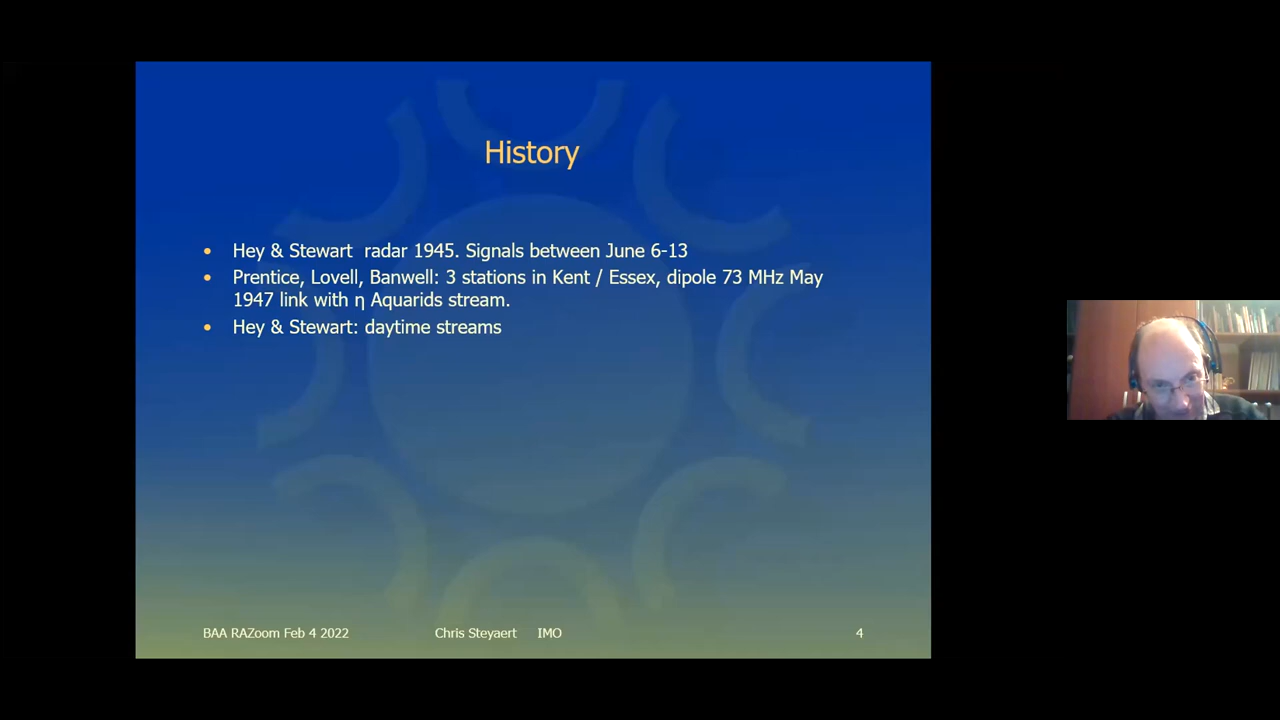 History
• Hey & Stewart radar 1945. Signals between June 6-13
• Prentice, Lovell, Banwell: 3 stations in Kent / Essex, dipole 73 MHz May
1947 link with η Aquarids stream.
• Hey & Stewart: daytime streams
BAA RAZoom Feb 4 2022 Chris Steyaert IMO 4